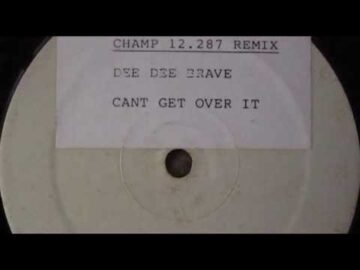 CHAMP 12.287 REMIX
DEE DEE BRAVE
CANT GET OVER IT